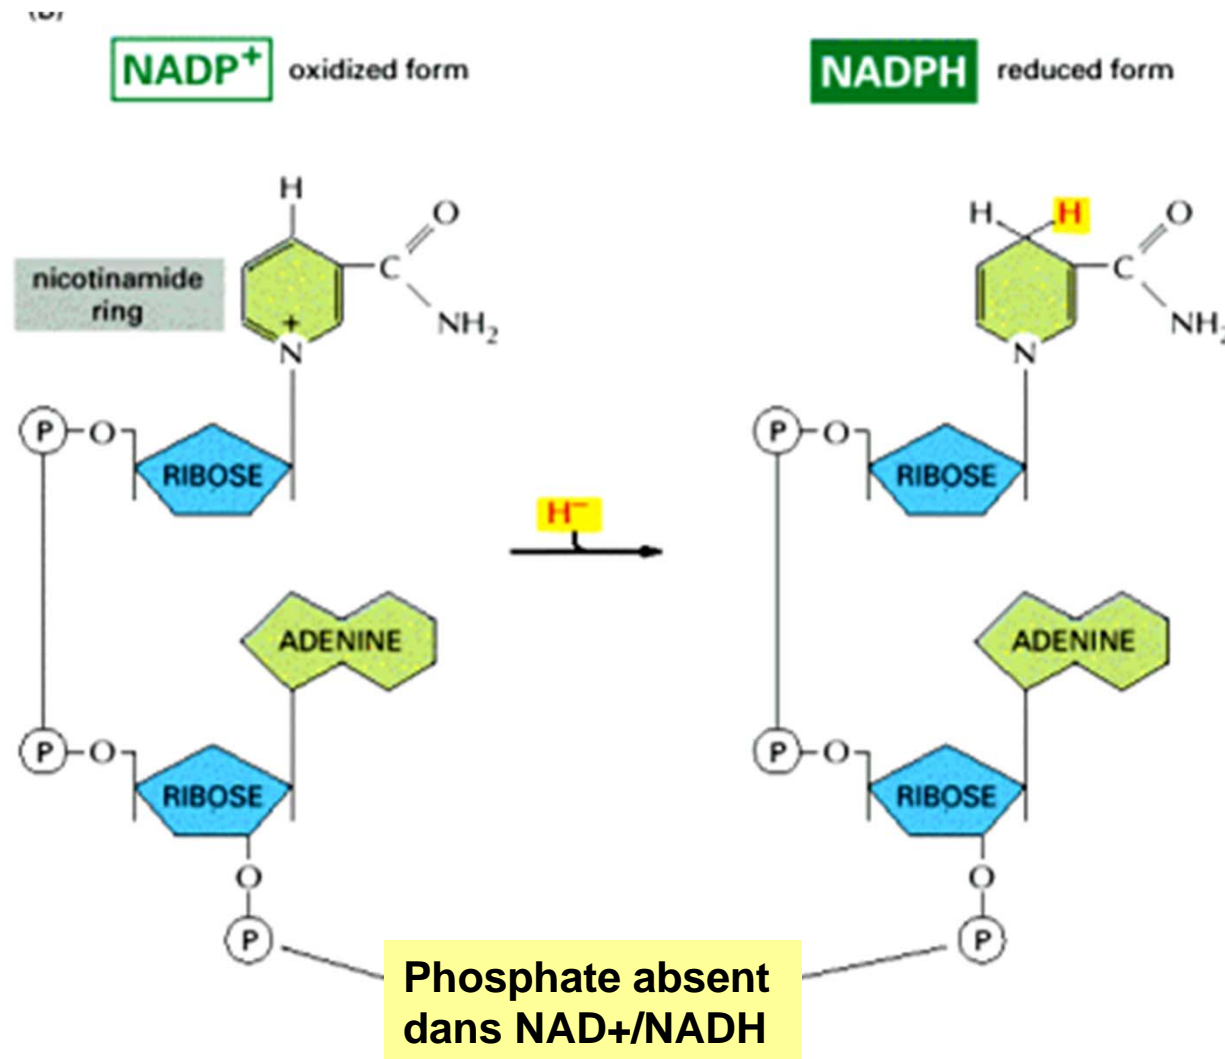 NADP+ oxidized form
NADPH reduced form
H
O
C
NH2
nicotinamide
ring
+
N
P O
RIBOSE
ADENINE
P O
RIBOSE
O
P
H−
H H
O
C
NH2
N
P O
RIBOSE
ADENINE
P O
RIBOSE
O
P
Phosphate absent
dans NAD+/NADH